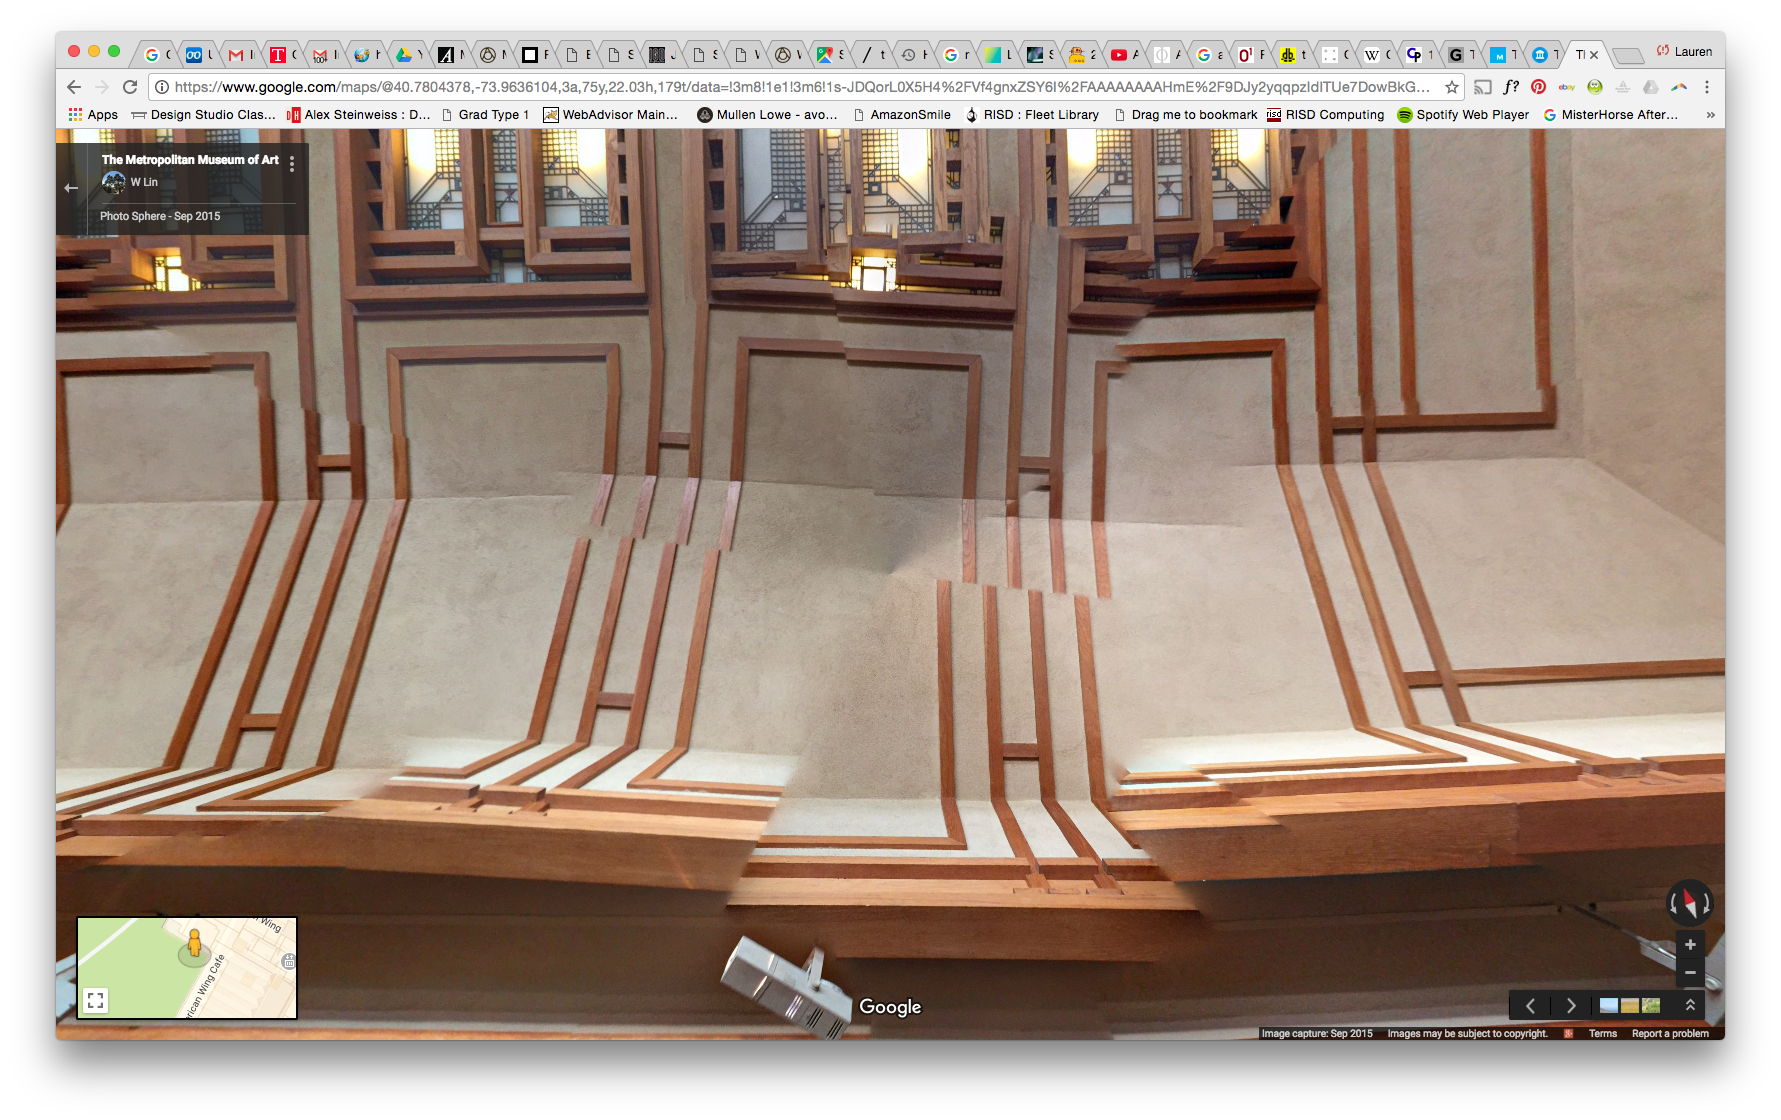 Lauren
https://www.google.com/maps/@40.7804378,-73.9636104,3a,75y,22.03h,179t/data=!3m8!1e1!3m6!1s-JDQorL0X5H4%2FVf4gnxZSY6I%2FAAAAAAAAHmE%2F9DJy2yqqpzIdITUe7DowBkG...
Apps Design Studio Clas... Alex Steinweiss : D... Grad Type 1 WebAdvisor Main... Mullen Lowe - avo... AmazonSmile RISD : Fleet Library Drag me to bookmark RISD Computing Spotify Web Player MisterHorse After... »
The Metropolitan Museum of Art
W Lin
Photo Sphere - Sep 2015
Wing
erican Wing Cafe
Google
Image capture: Sep 2015 Images may be subject to copyright. Terms Report a problem